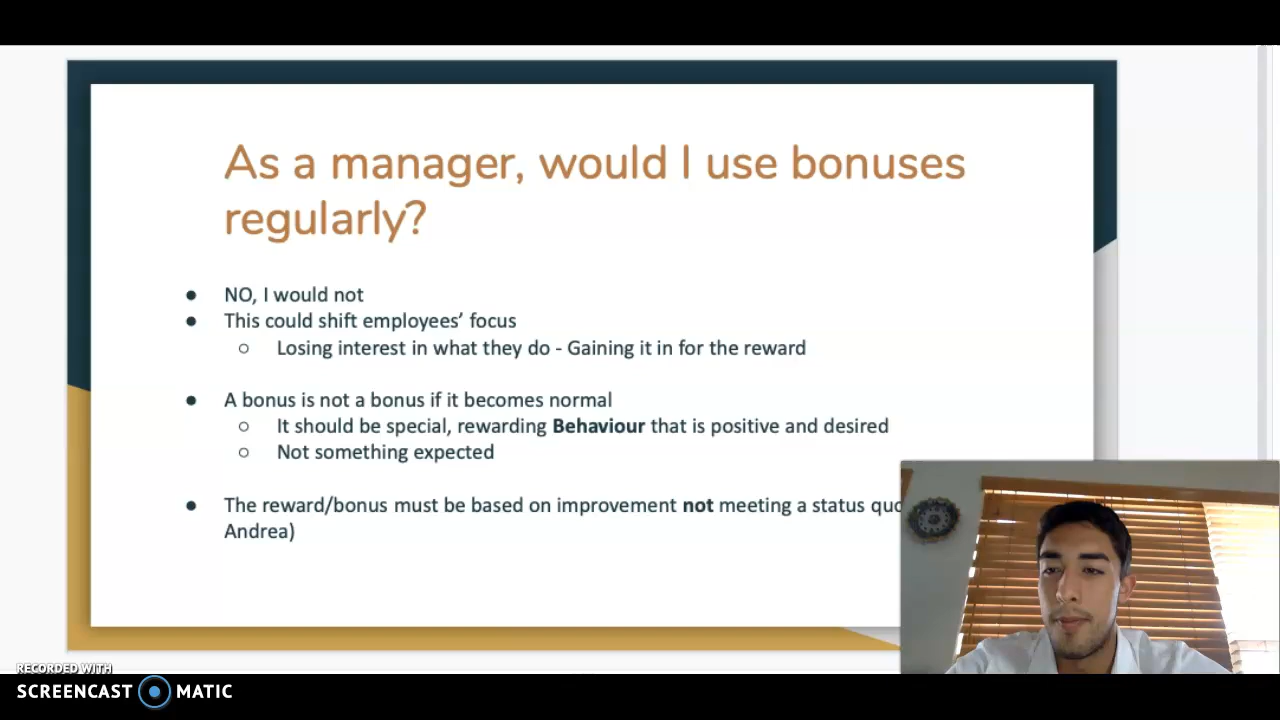 As a manager, would I use bonuses
regularly?
● NO, I would not
● This could shift employees’ focus
○ Losing interest in what they do - Gaining it in for the reward
● A bonus is not a bonus if it becomes normal
○ It should be special, rewarding Behaviour that is positive and desired
○ Not something expected
● The reward/bonus must be based on improvement not meeting a status quo
Andrea)
RECORDED WITH
SCREENCAST MATIC